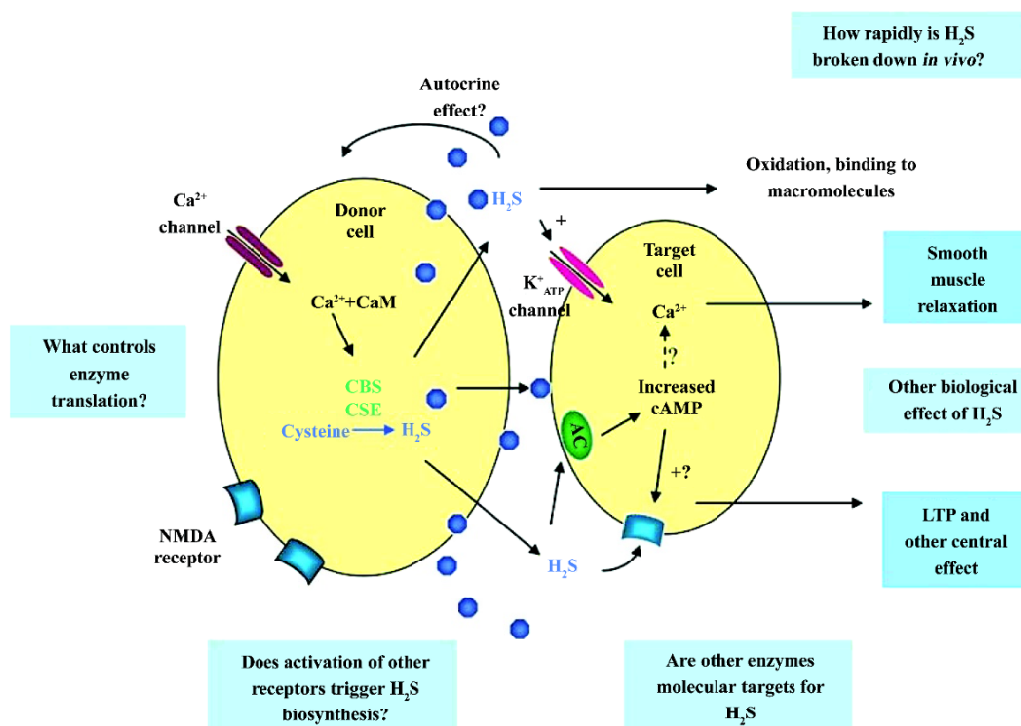 How rapidly is H₂S
broken down in vivo?
Autocrine
effect?
Oxidation, binding to
macromolecules
H₂S
Ca²⁺
channel
Donor
cell
+
Target
cell
K⁺ATP
channel
Smooth
muscle
relaxation
Ca²⁺+CaM
Ca²⁺
What controls
enzyme
translation?
?
CBS
CSE
Cysteine
H₂S
Increased
cAMP
Other biological
effect of H₂S
AC
+?
NMDA
receptor
H₂S
LTP and
other central
effect
Does activation of other
receptors trigger H₂S
biosynthesis?
Are other enzymes
molecular targets for
H₂S